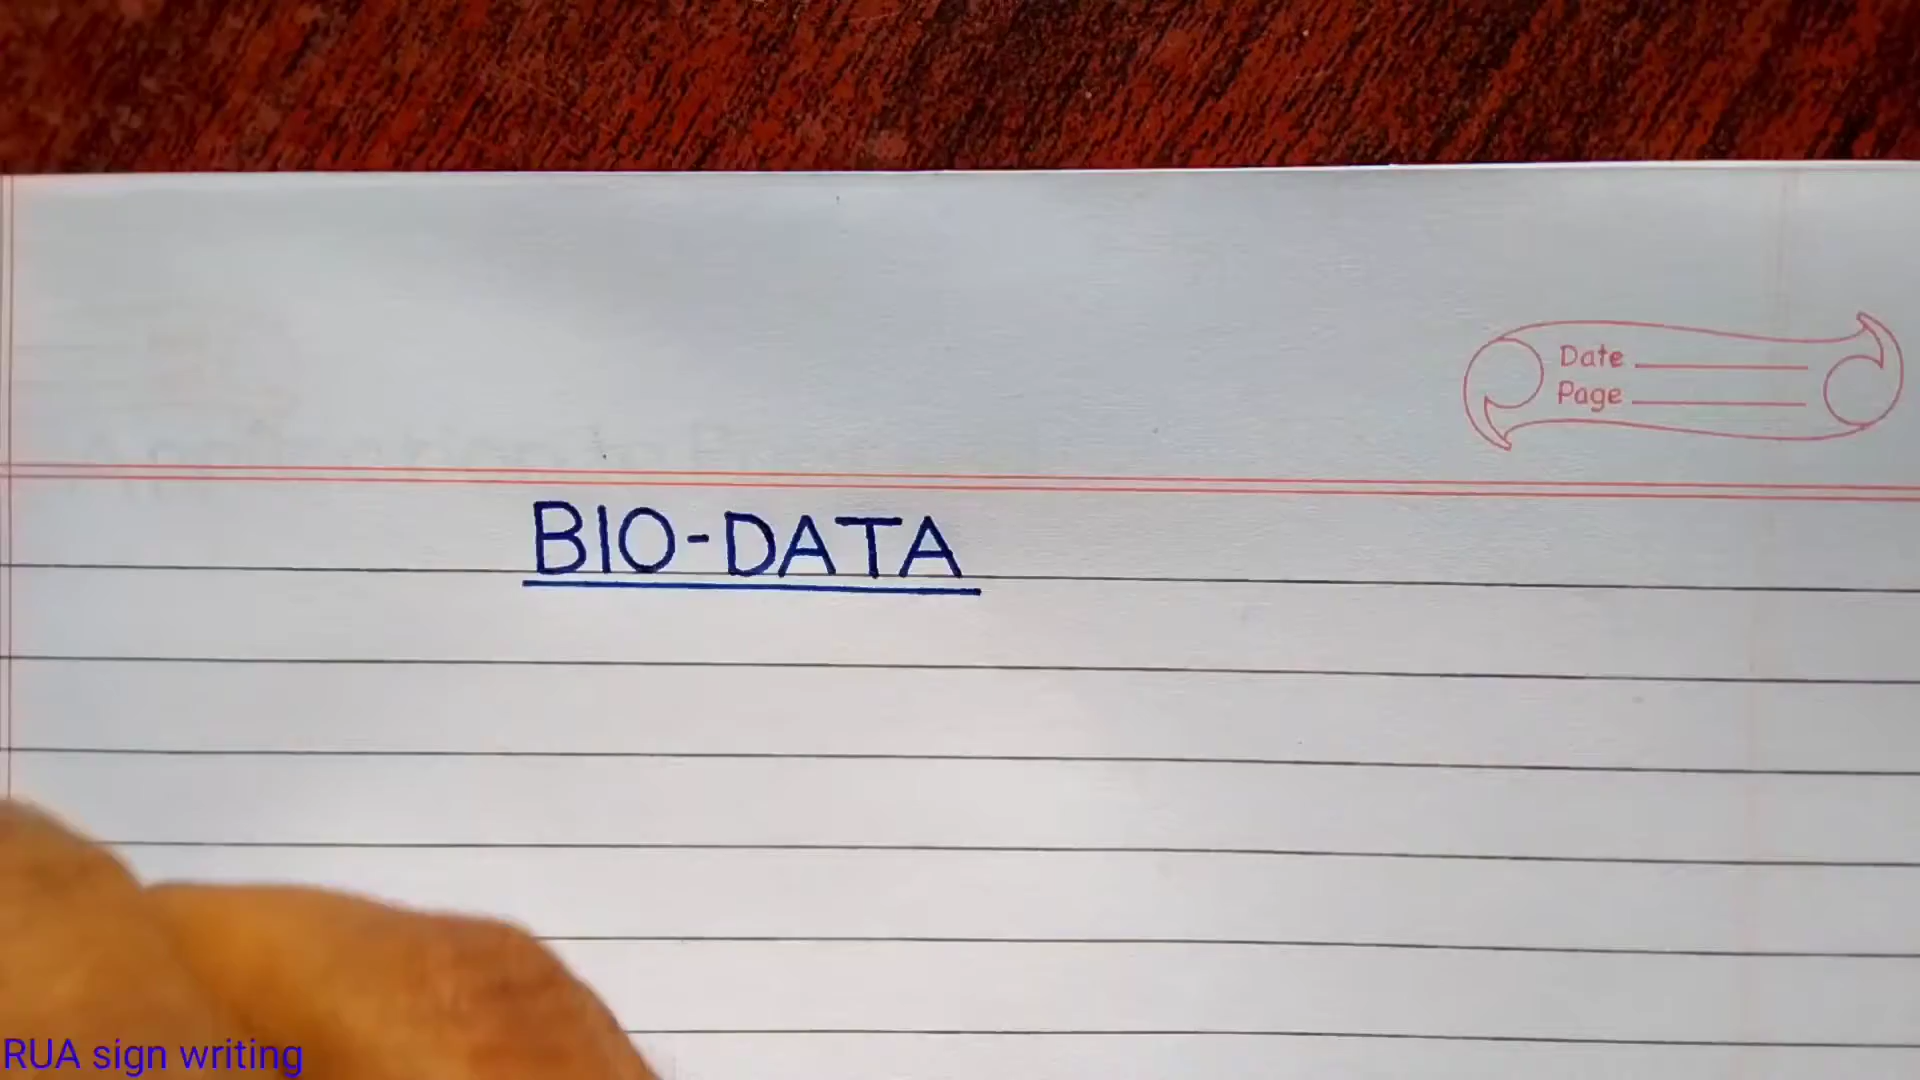 Date
Page
BIO-DATA
RUA sign writing